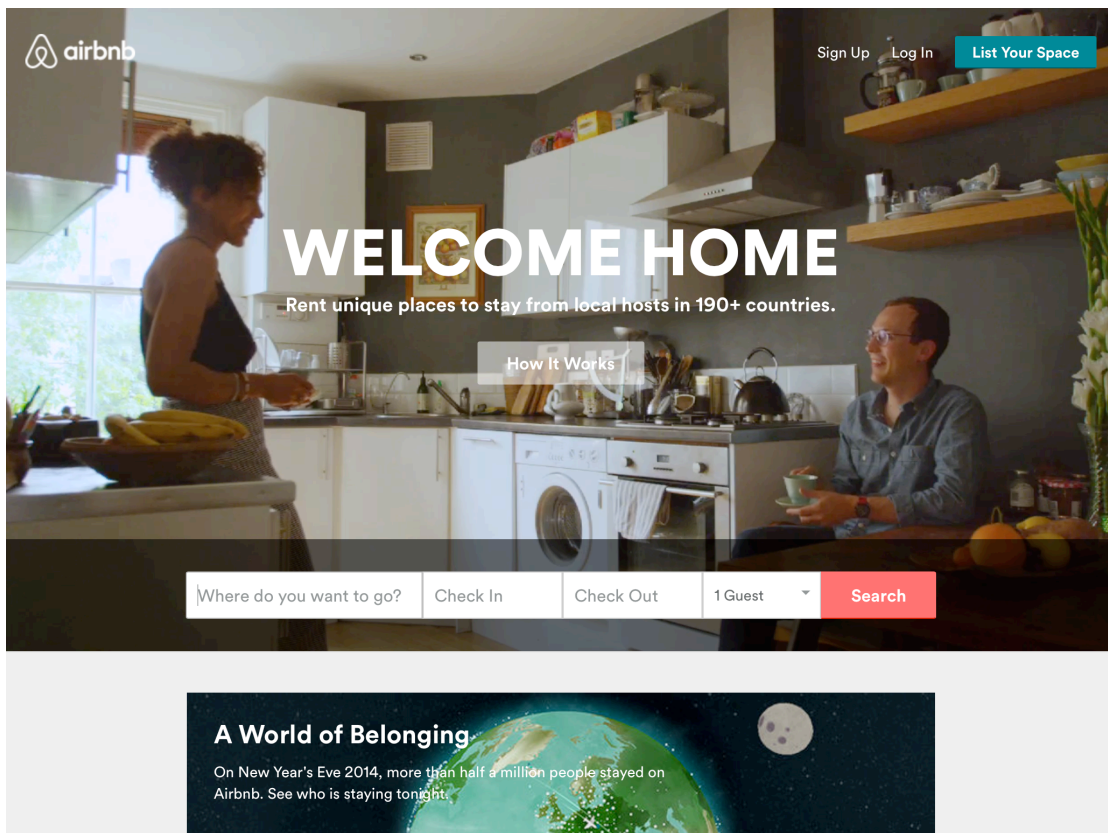 airbnb
Sign Up
Log In
List Your Space
WELCOME HOME
Rent unique places to stay from local hosts in 190+ countries.
How It Works
Where do you want to go?
Check In
Check Out
1 Guest
Search
A World of Belonging
On New Year's Eve 2014, more than half a million people stayed on
Airbnb. See who is staying tonight.